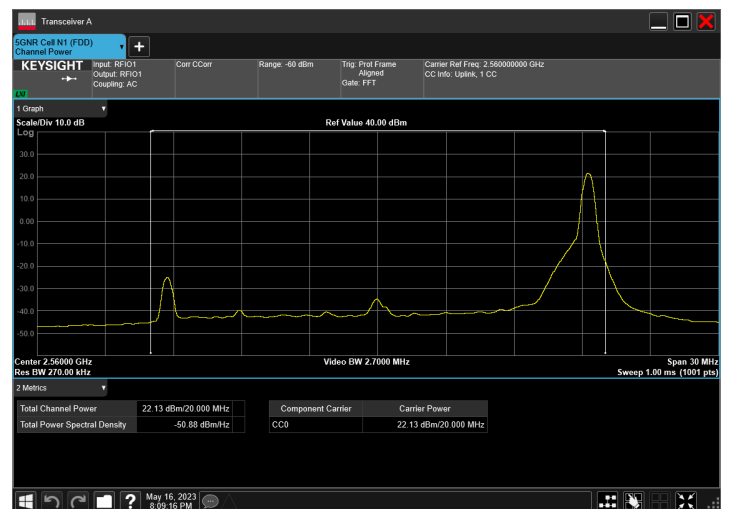 Transceiver A
5GNR Cell N1 (FDD)
Channel Power
KEYSIGHT
LXI
Input: RFIO1
Output: RFIO1
Coupling: AC
Corr CCorr
Range: -60 dBm
Trig: Prot Frame
Aligned
Gate: FFT
Carrier Ref Freq: 2.560000000 GHz
CC Info: Uplink, 1 CC
1 Graph
Scale/Div 10.0 dB
Ref Value 40.00 dBm
Log
30.0
20.0
10.0
0.00
-10.0
-20.0
-30.0
-40.0
-50.0
Center 2.56000 GHz
Video BW 2.7000 MHz
Span 30 MHz
Res BW 270.00 kHz
Sweep 1.00 ms (1001 pts)
2 Metrics
Total Channel Power 22.13 dBm/20.000 MHz
Total Power Spectral Density -50.88 dBm/Hz
Component Carrier Carrier Power
CC0 22.13 dBm/20.000 MHz
?
May 16, 2023
8:09:16 PM